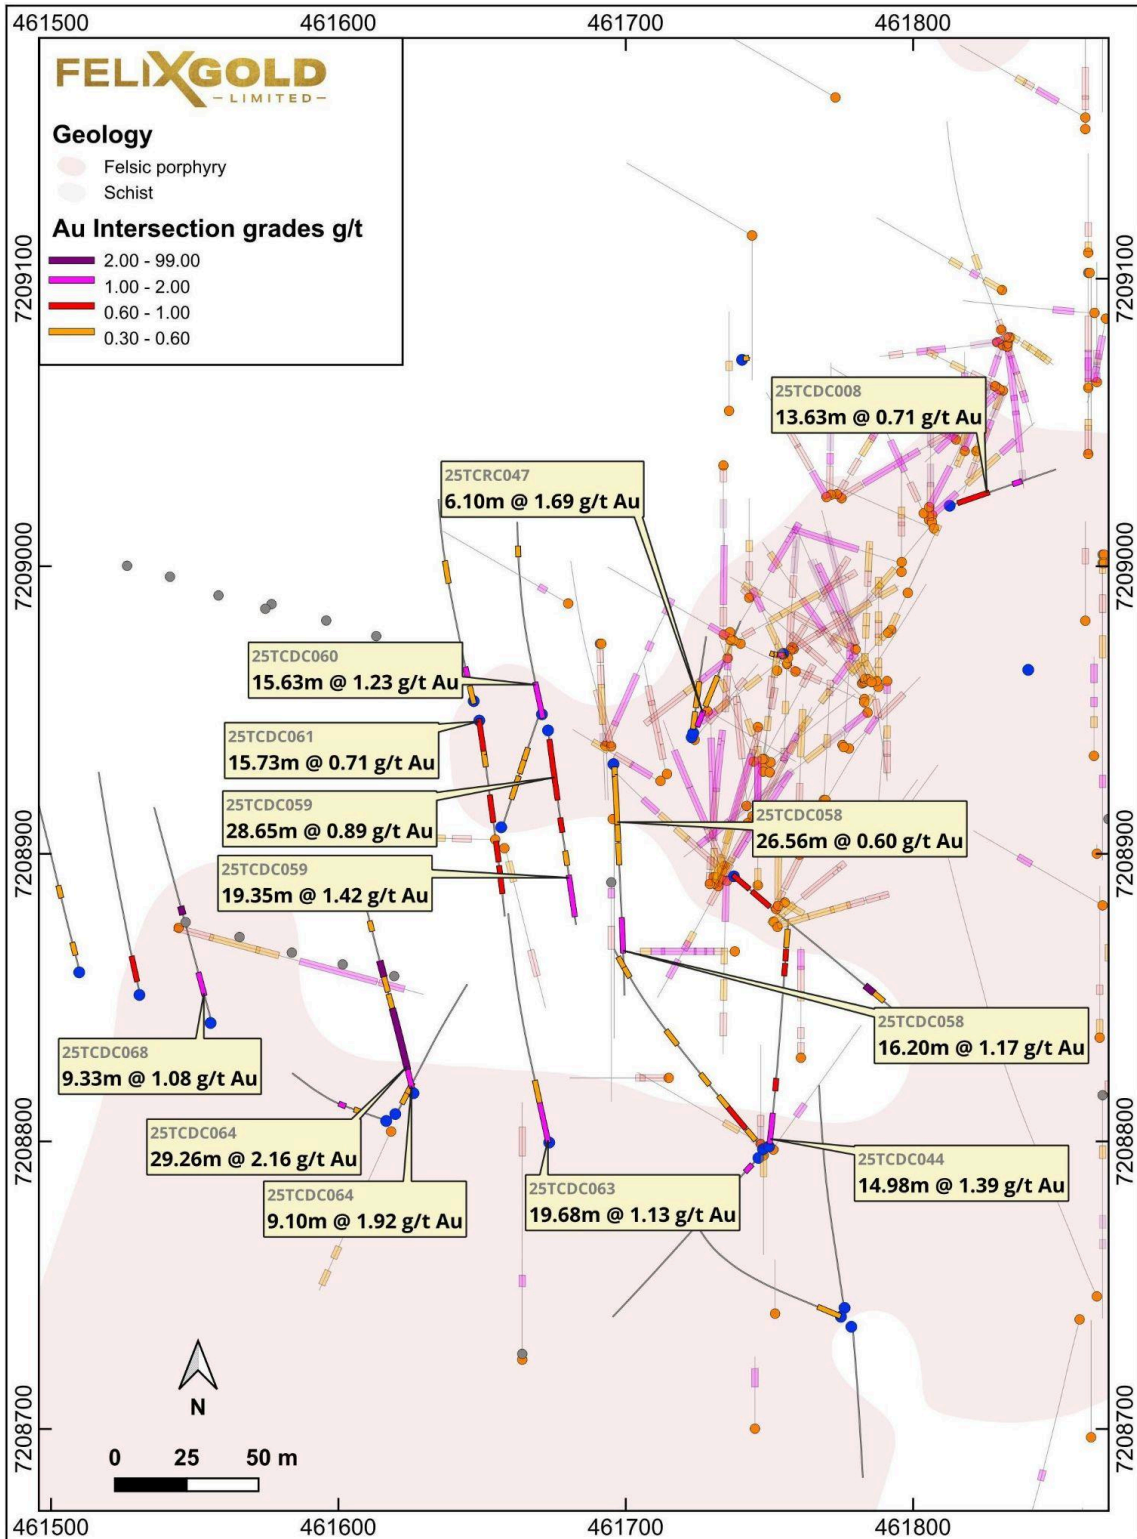 461500 461600 461700 461800
FELIXGOLD
LIMITED
Geology
Felsic porphyry
Schist
Au Intersection grades g/t
2.00 - 99.00
1.00 - 2.00
0.60 - 1.00
0.30 - 0.60
7209100 7209100
25TCDC008
13.63m @ 0.71 g/t Au
25TCRC047
6.10m @ 1.69 g/t Au
7209000 7209000
25TCDC060
15.63m @ 1.23 g/t Au
25TCDC061
15.73m @ 0.71 g/t Au
25TCDC059
28.65m @ 0.89 g/t Au
25TCDC058
26.56m @ 0.60 g/t Au
7208900 7208900
25TCDC059
19.35m @ 1.42 g/t Au
25TCDC058
16.20m @ 1.17 g/t Au
25TCDC068
9.33m @ 1.08 g/t Au
25TCDC064
29.26m @ 2.16 g/t Au
7208800 7208800
25TCDC044
14.98m @ 1.39 g/t Au
25TCDC064
9.10m @ 1.92 g/t Au
25TCDC063
19.68m @ 1.13 g/t Au
7208700 7208700
N
0 25 50 m
461500 461600 461700 461800